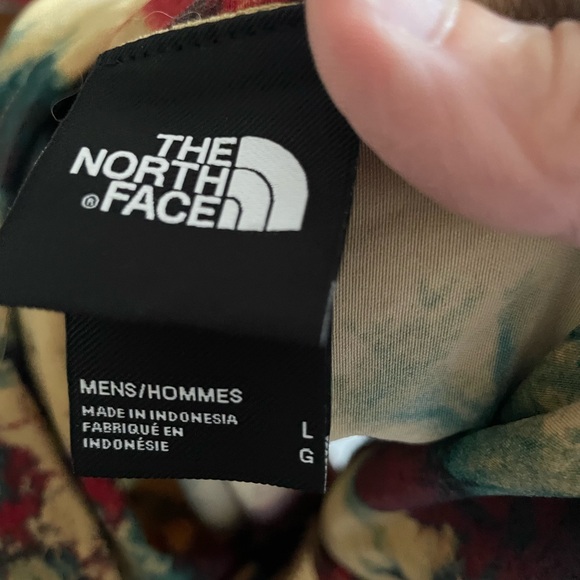 THE
NORTH
® FACE
MENS/HOMMES
MADE IN INDONESIA
FABRIQUÉ EN
INDONÉSIE
L
G